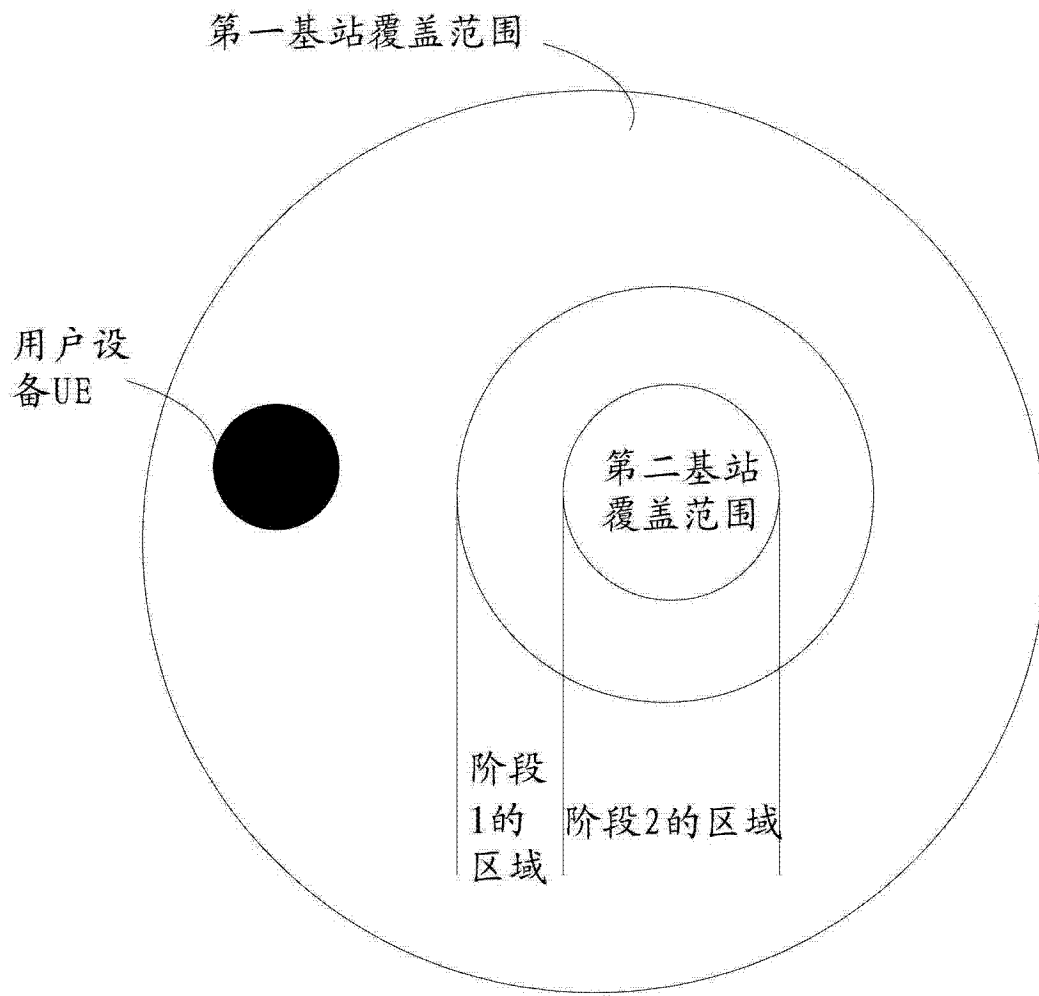 第一基站覆盖范围
用户设
备UE
第二基站
覆盖范围
阶段
1的
区域
阶段2的区域